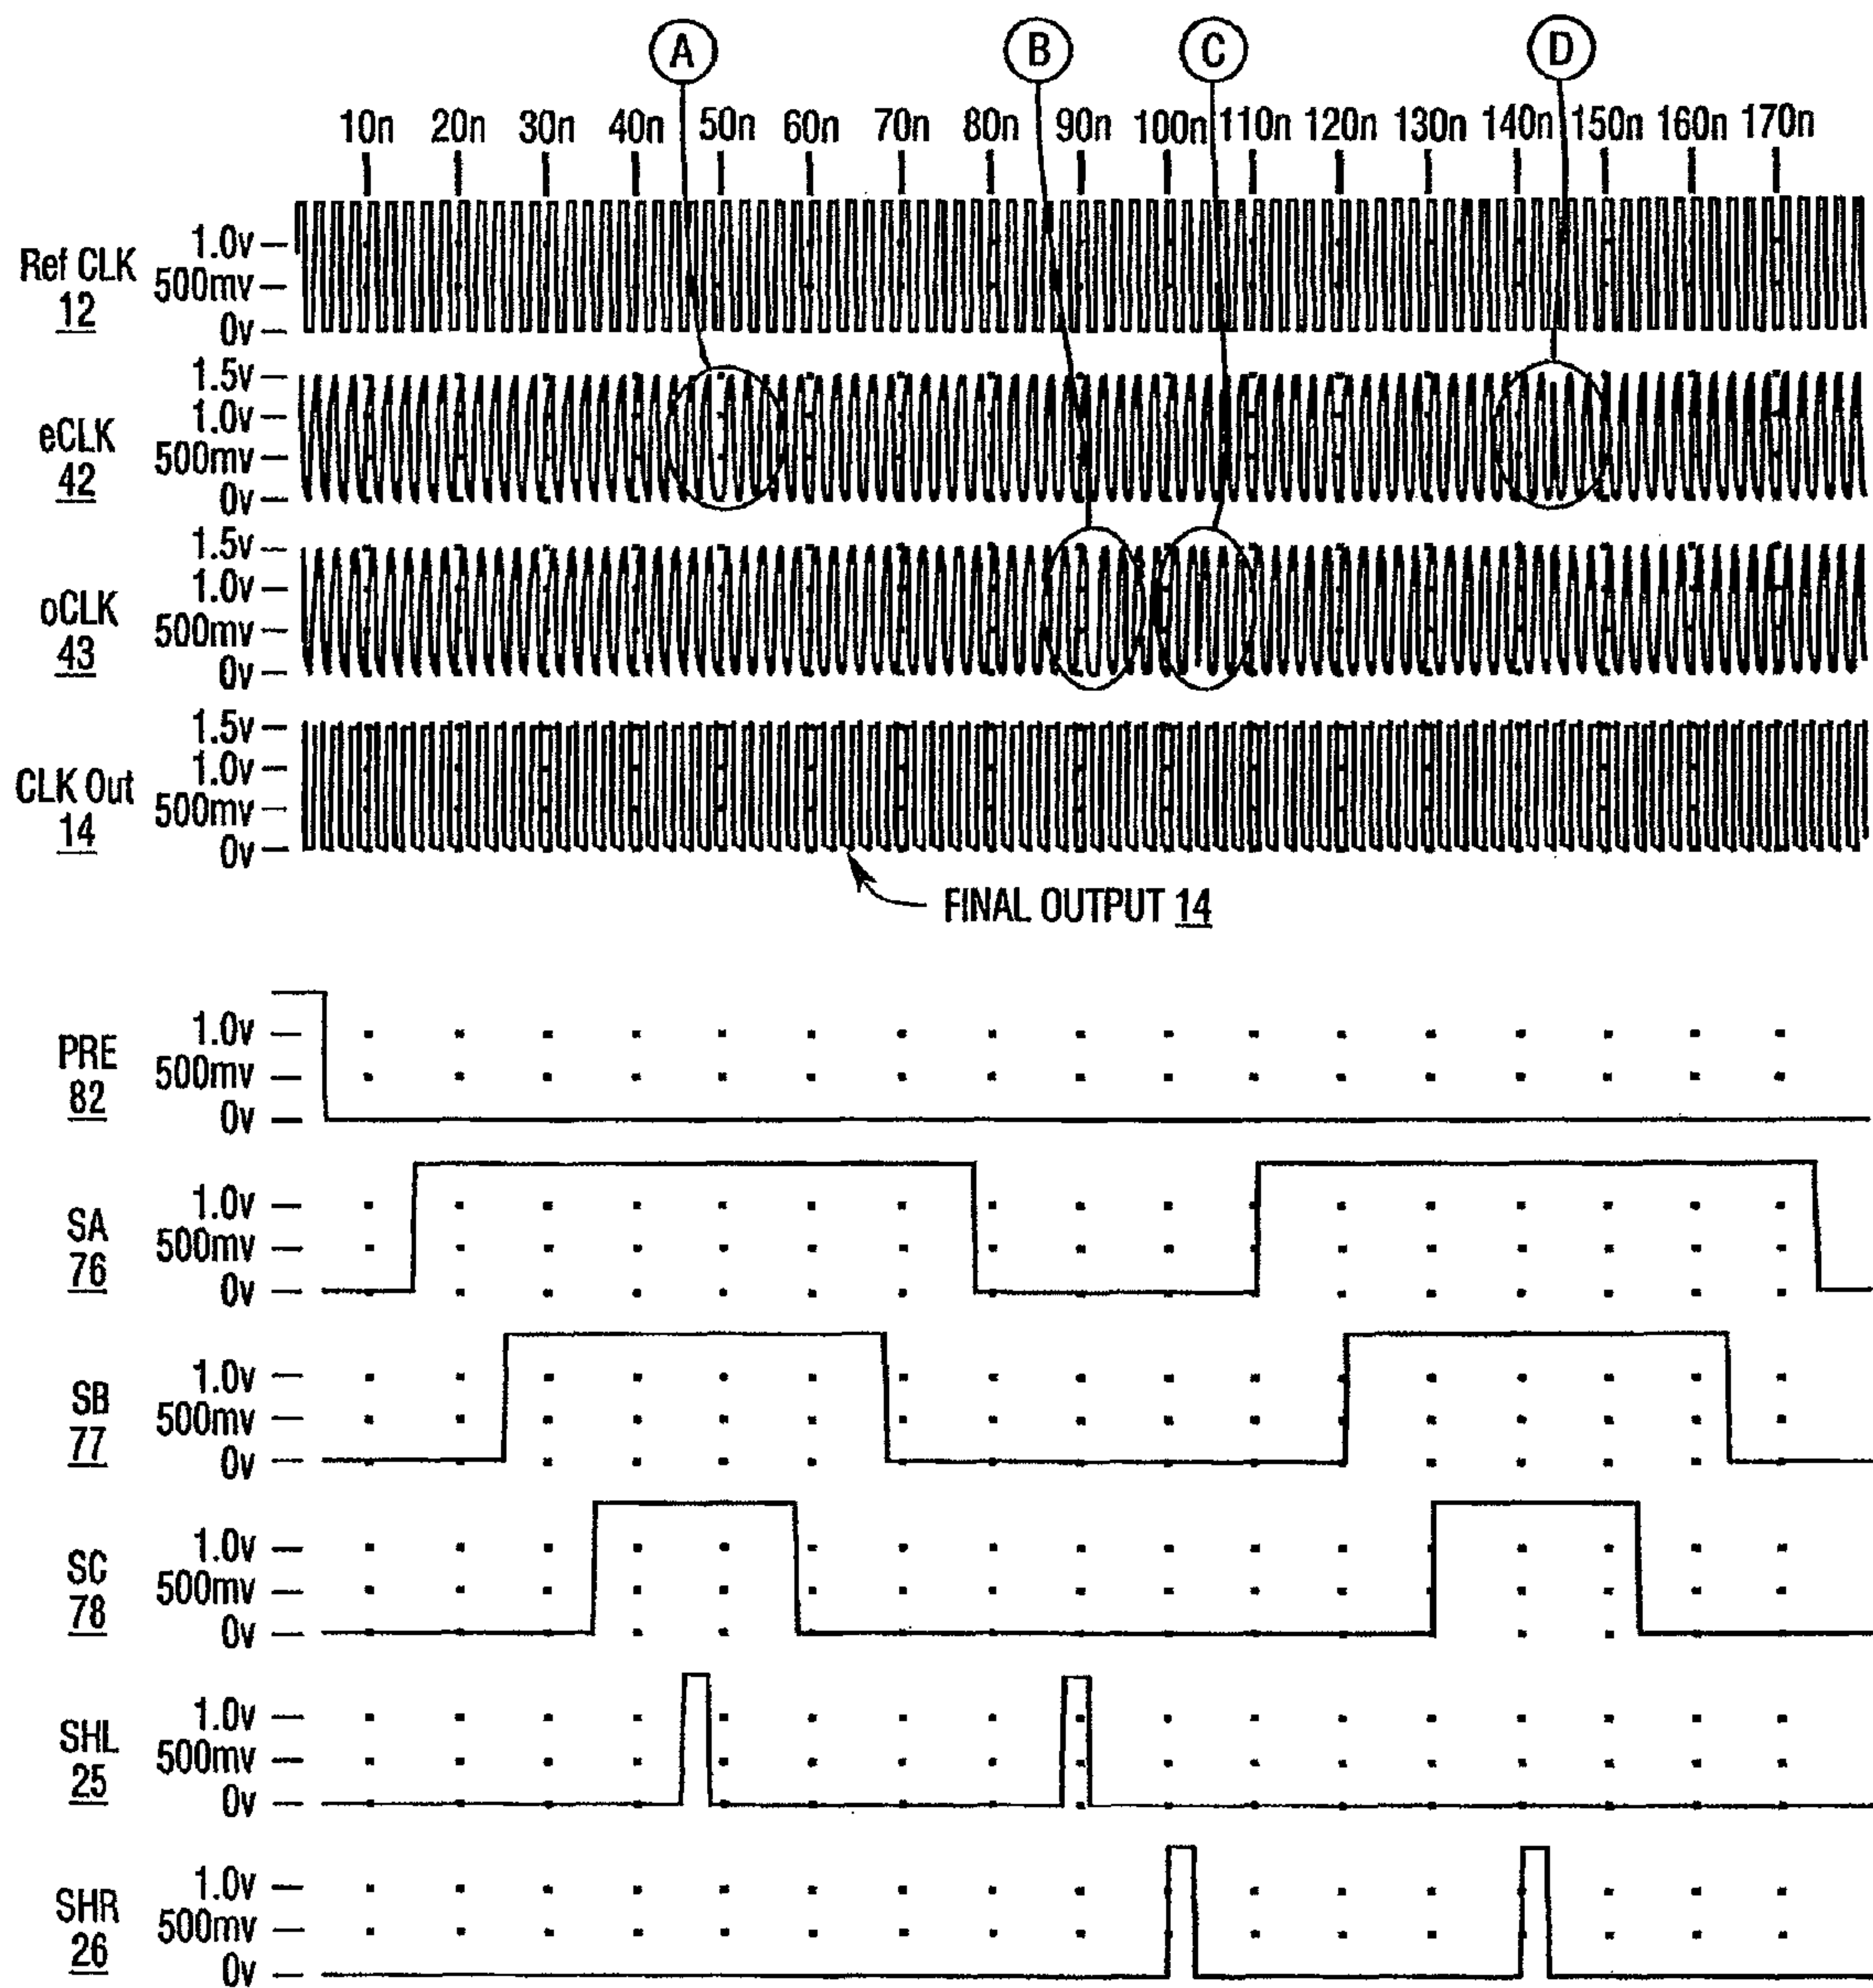 A B C D
10n 20n 30n 40n 50n 60n 70n 80n 90n 100n 110n 120n 130n 140n 150n 160n 170n
Ref CLK
12
1.0v
500mv
0v
eCLK
42
1.5v
1.0v
500mv
0v
oCLK
43
1.5v
1.0v
500mv
0v
CLK Out
14
1.5v
1.0v
500mv
0v
FINAL OUTPUT 14
PRE
82
1.0v
500mv
0v
SA
76
1.0v
500mv
0v
SB
77
1.0v
500mv
0v
SC
78
1.0v
500mv
0v
SHL
25
1.0v
500mv
0v
SHR
26
1.0v
500mv
0v